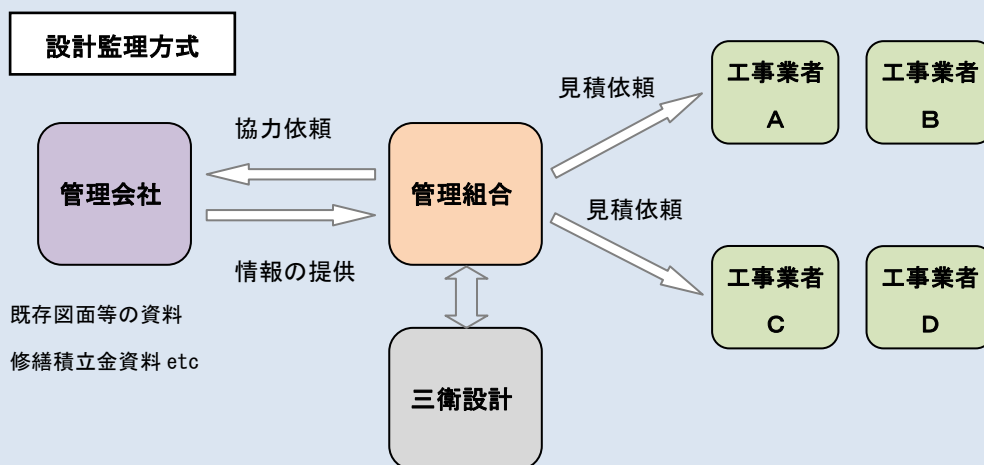 設計監理方式
見積依頼
工事業者
A
工事業者
B
協力依頼
管理会社
管理組合
見積依頼
情報の提供
工事業者
C
工事業者
D
既存図面等の資料
修繕積立金資料 etc
三衛設計